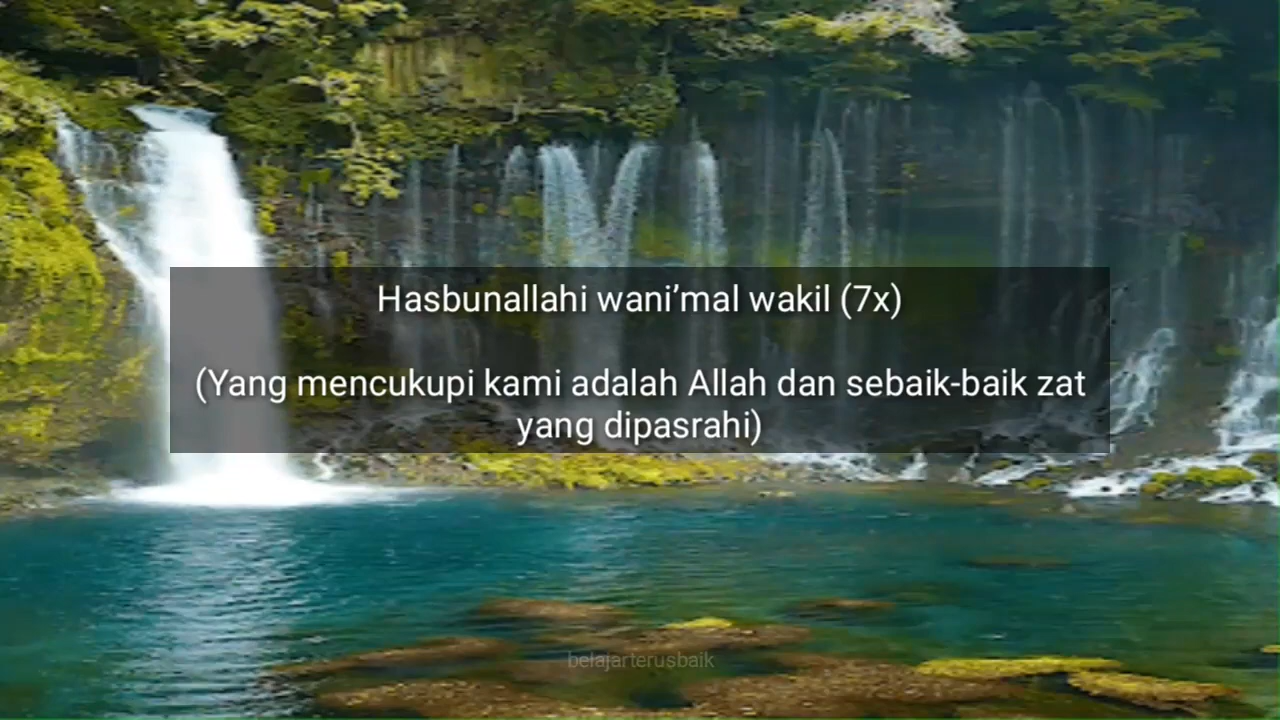 Hasbunallahi wani’mal wakil (7x)
(Yang mencukupi kami adalah Allah dan sebaik-baik zat
yang dipasrahi)
belajarterusbaik